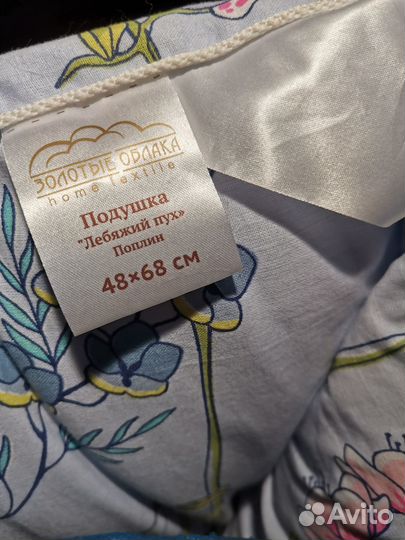 ЗОЛОТЫЕ ОБЛАКА
home textile
Подушка
"Лебяжий пух"
Поплин
48×68 см
Avito